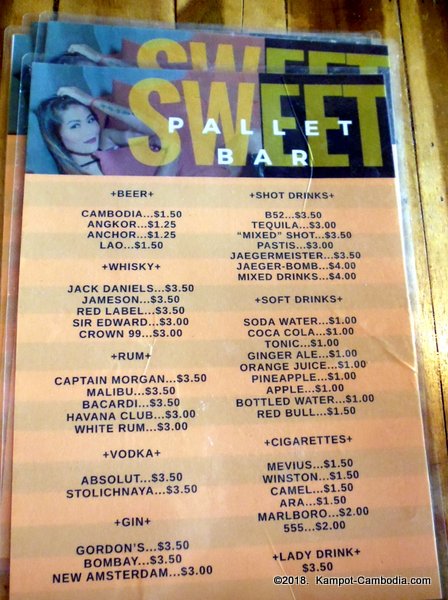 SWEET
PALLET
BAR
+BEER+
CAMBODIA...$1.50
ANGKOR...$1.25
ANCHOR...$1.25
LAO...$1.50
+WHISKY+
JACK DANIELS...$3.50
JAMESON...$3.50
RED LABEL...$3.50
SIR EDWARD...$3.00
CROWN 99...$3.00
+RUM+
CAPTAIN MORGAN...$3.50
MALIBU...$3.50
BACARDI...$3.50
HAVANA CLUB...$3.00
WHITE RUM...$3.00
+VODKA+
ABSOLUT...$3.50
STOLICHNAYA...$3.50
+GIN+
GORDON'S...$3.50
BOMBAY...$3.50
NEW AMSTERDAM...$3.00
+SHOT DRINKS+
B52...$3.50
TEQUILA...$3.00
"MIXED" SHOT...$3.50
PASTIS...$3.00
JAEGERMEISTER...$3.50
JAEGER-BOMB...$4.00
MIXED DRINKS...$4.00
+SOFT DRINKS+
SODA WATER...$1.00
COCA COLA...$1.00
TONIC...$1.00
GINGER ALE...$1.00
ORANGE JUICE...$1.00
PINEAPPLE...$1.00
APPLE...$1.00
BOTTLED WATER...$1.00
RED BULL...$1.50
+CIGARETTES+
MEVIUS...$1.50
WINSTON...$1.50
CAMEL...$1.50
ARA...$1.50
MARLBORO...$2.00
555...$2.00
+LADY DRINK+
$3.50
©2018. Kampot-Cambodia.com